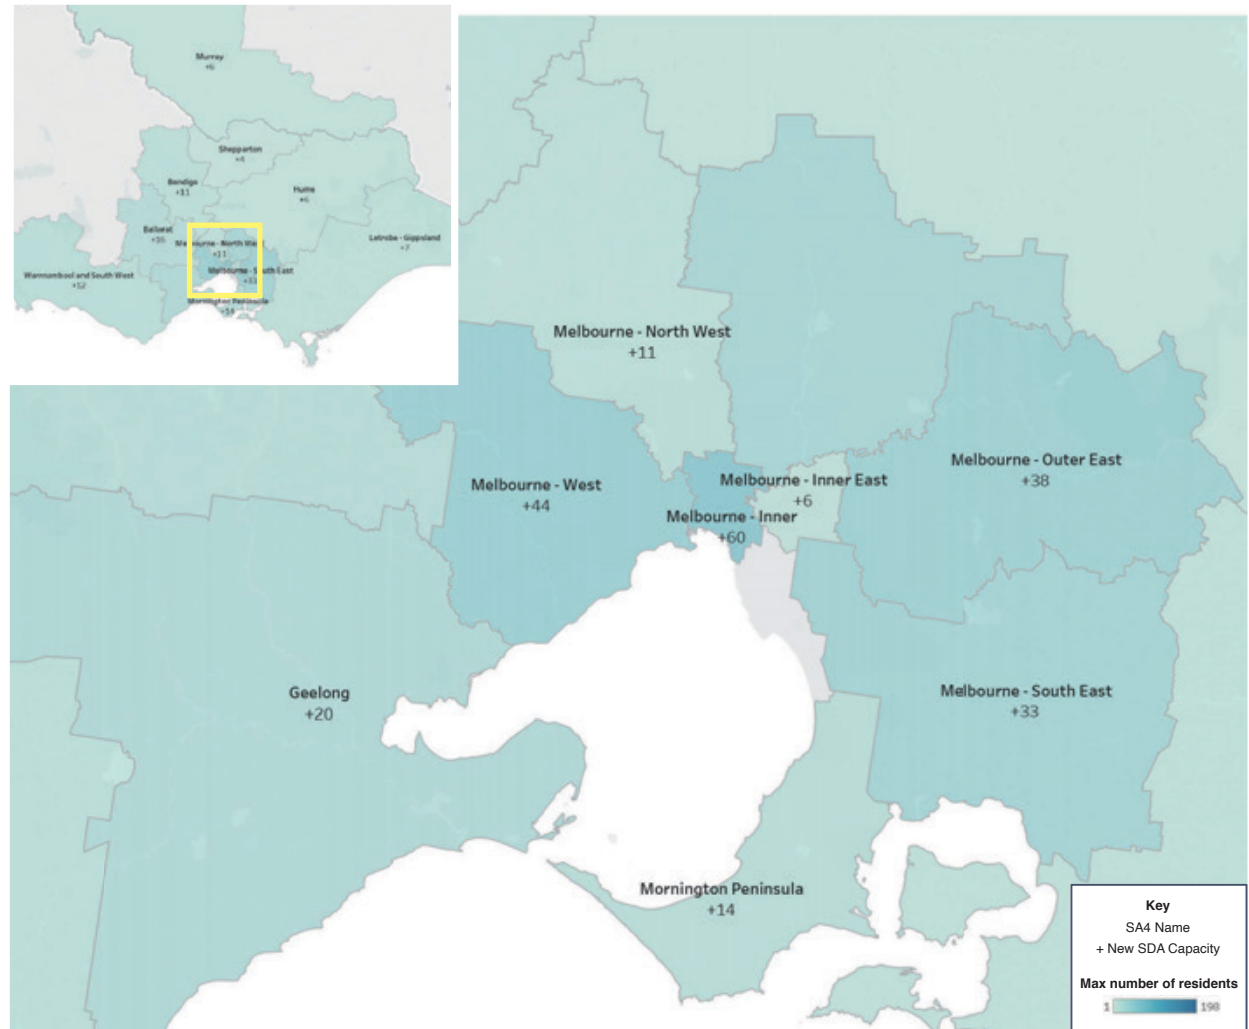 Murray
+6
Shepparton
+4
Bendigo
+11
Hume
+6
Ballarat
+16
Melbourne - North West
+11
Latrobe - Gippsland
+7
Melbourne - South East
+33
Warrnambool and South West
+12
Mornington Peninsula
+14
Melbourne - North West
+11
Melbourne - Outer East
+38
Melbourne - West
+44
Melbourne - Inner East
+6
Melbourne - Inner
+60
Geelong
+20
Melbourne - South East
+33
Mornington Peninsula
+14
Key
SA4 Name
+ New SDA Capacity
Max number of residents
1 198